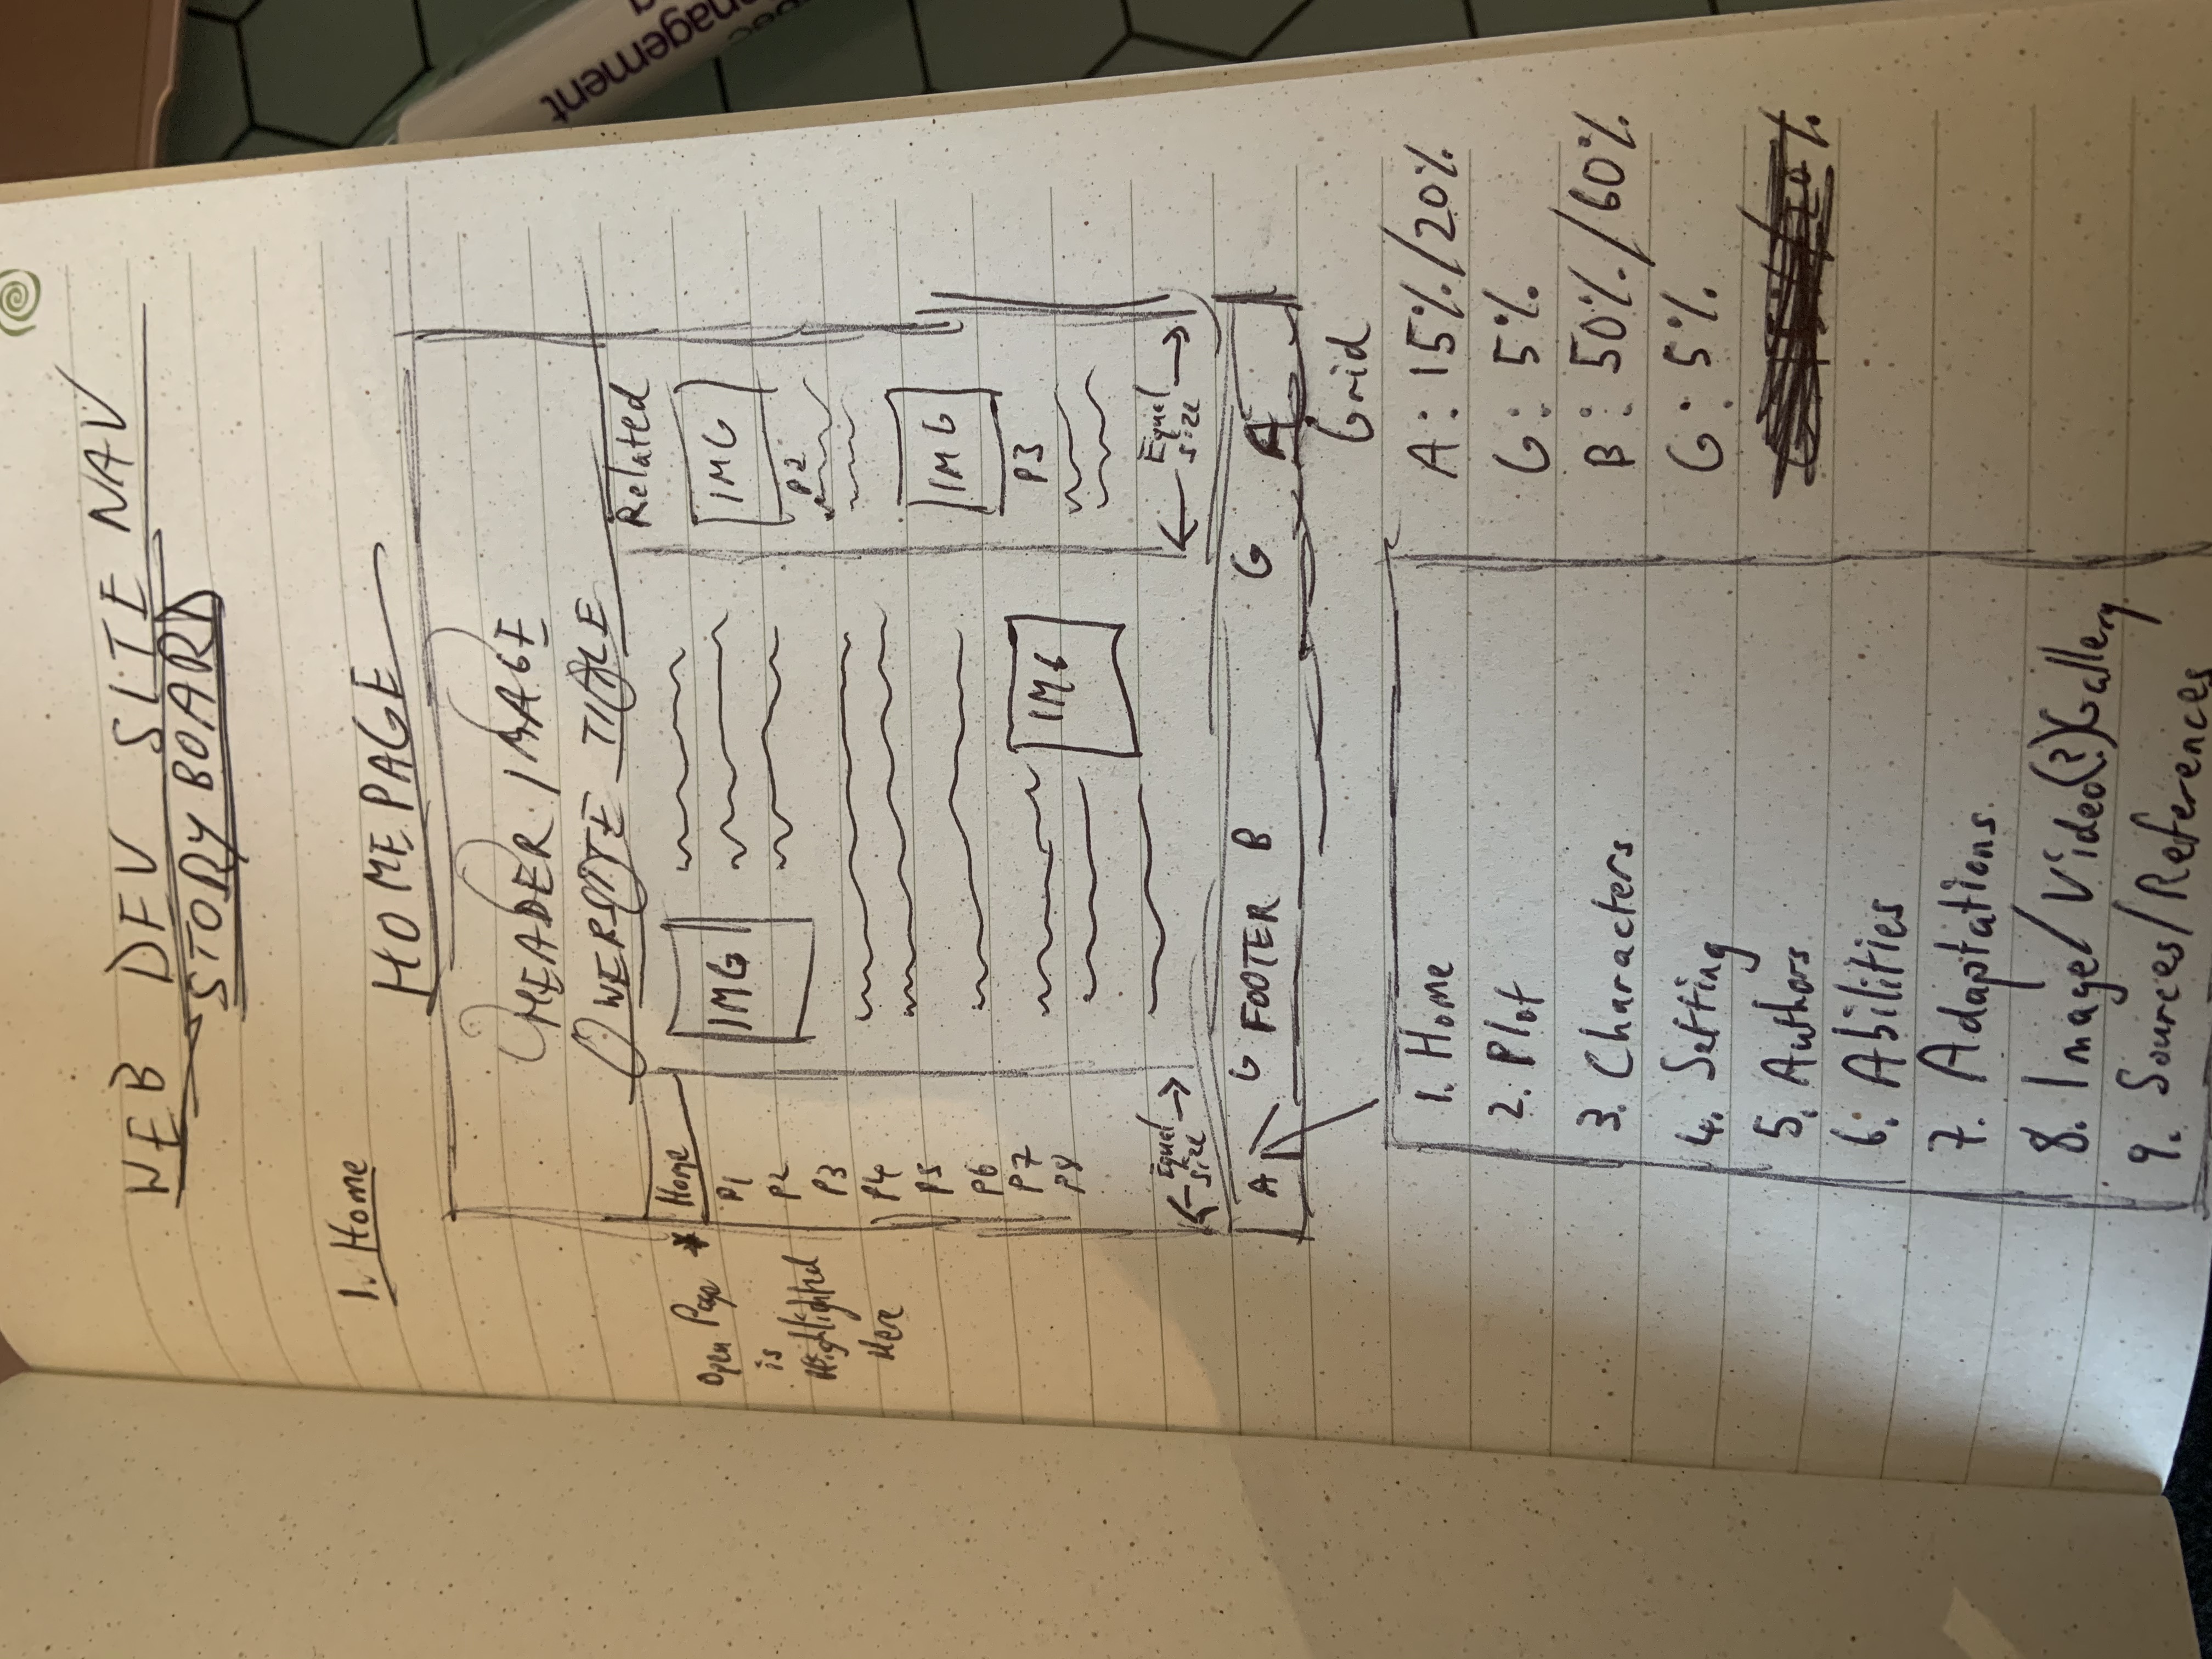 WEB DEV SITE NAV
STORYBOARD
1. Home
HOMEPAGE
HEADER IMAGE
WEBSITE TITLE
Related
Open Page *
is
Highlighted
Here
Home
P1
P2
P3
P4
P5
P6
P7
P8
IMG
IMG
IMG
P2
IMG
P3
Equal
size
Equal
size
A G FOOTER B G A
Grid
1. Home
2. Plot
3. Characters
4. Setting
5. Authors
6. Abilities
7. Adaptations
8. Image/Video(?)Gallery
9. Sources/References
A: 15%/20%
G: 5%
B: 50%/60%
G: 5%
nagement